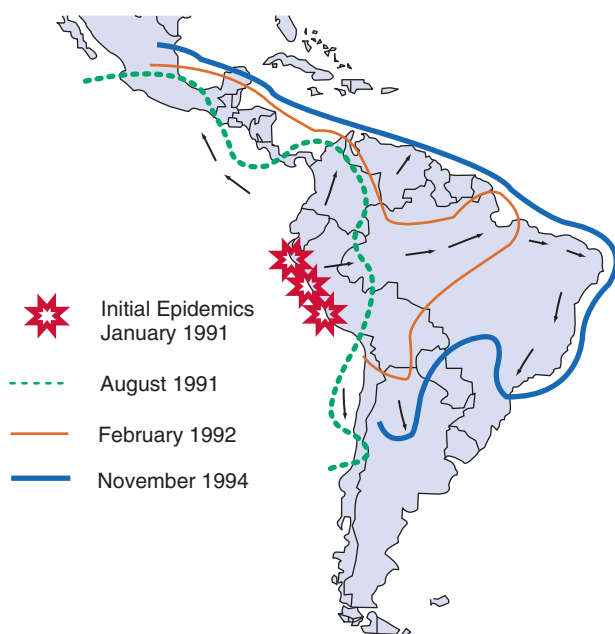 Initial Epidemics
January 1991
August 1991
February 1992
November 1994